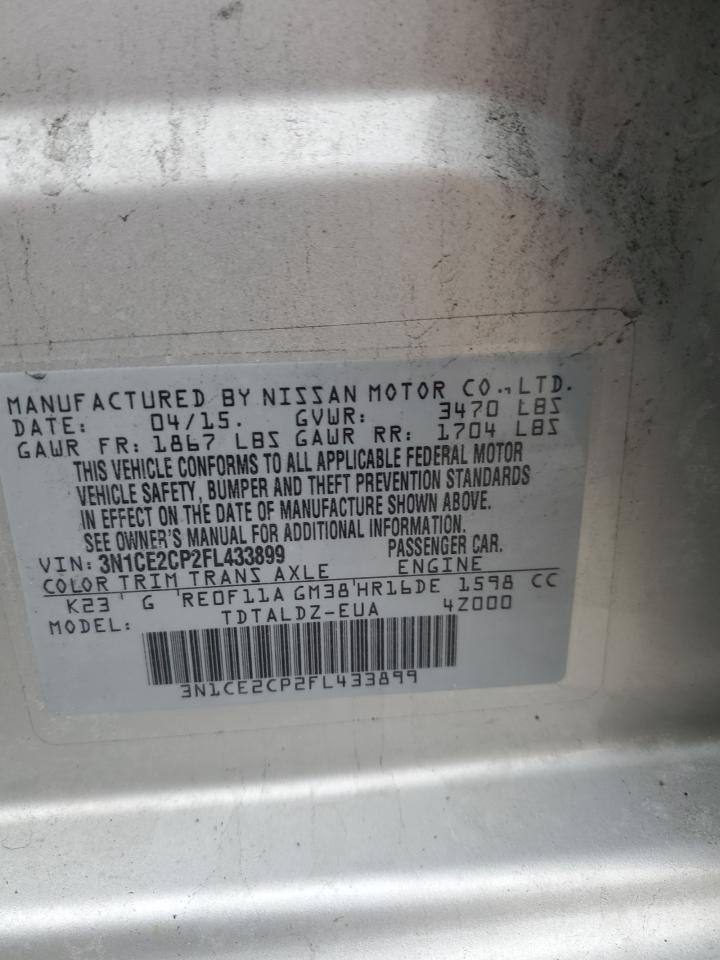 MANUFACTURED BY NISSAN MOTOR CO., LTD.
DATE: 04/15. GVWR: 3470 LBS
GAWR FR: 1867 LBS GAWR RR: 1704 LBS
THIS VEHICLE CONFORMS TO ALL APPLICABLE FEDERAL MOTOR
VEHICLE SAFETY, BUMPER AND THEFT PREVENTION STANDARDS
IN EFFECT ON THE DATE OF MANUFACTURE SHOWN ABOVE.
SEE OWNER'S MANUAL FOR ADDITIONAL INFORMATION.
VIN: 3N1CE2CP2FL433899 PASSENGER CAR.
COLOR TRIM TRANS AXLE ENGINE
K23 ' G 'RE0F11A GM38'HR16DE 1598 CC
MODEL: TDTALDZ-EUA 4Z000
3N1CE2CP2FL433899